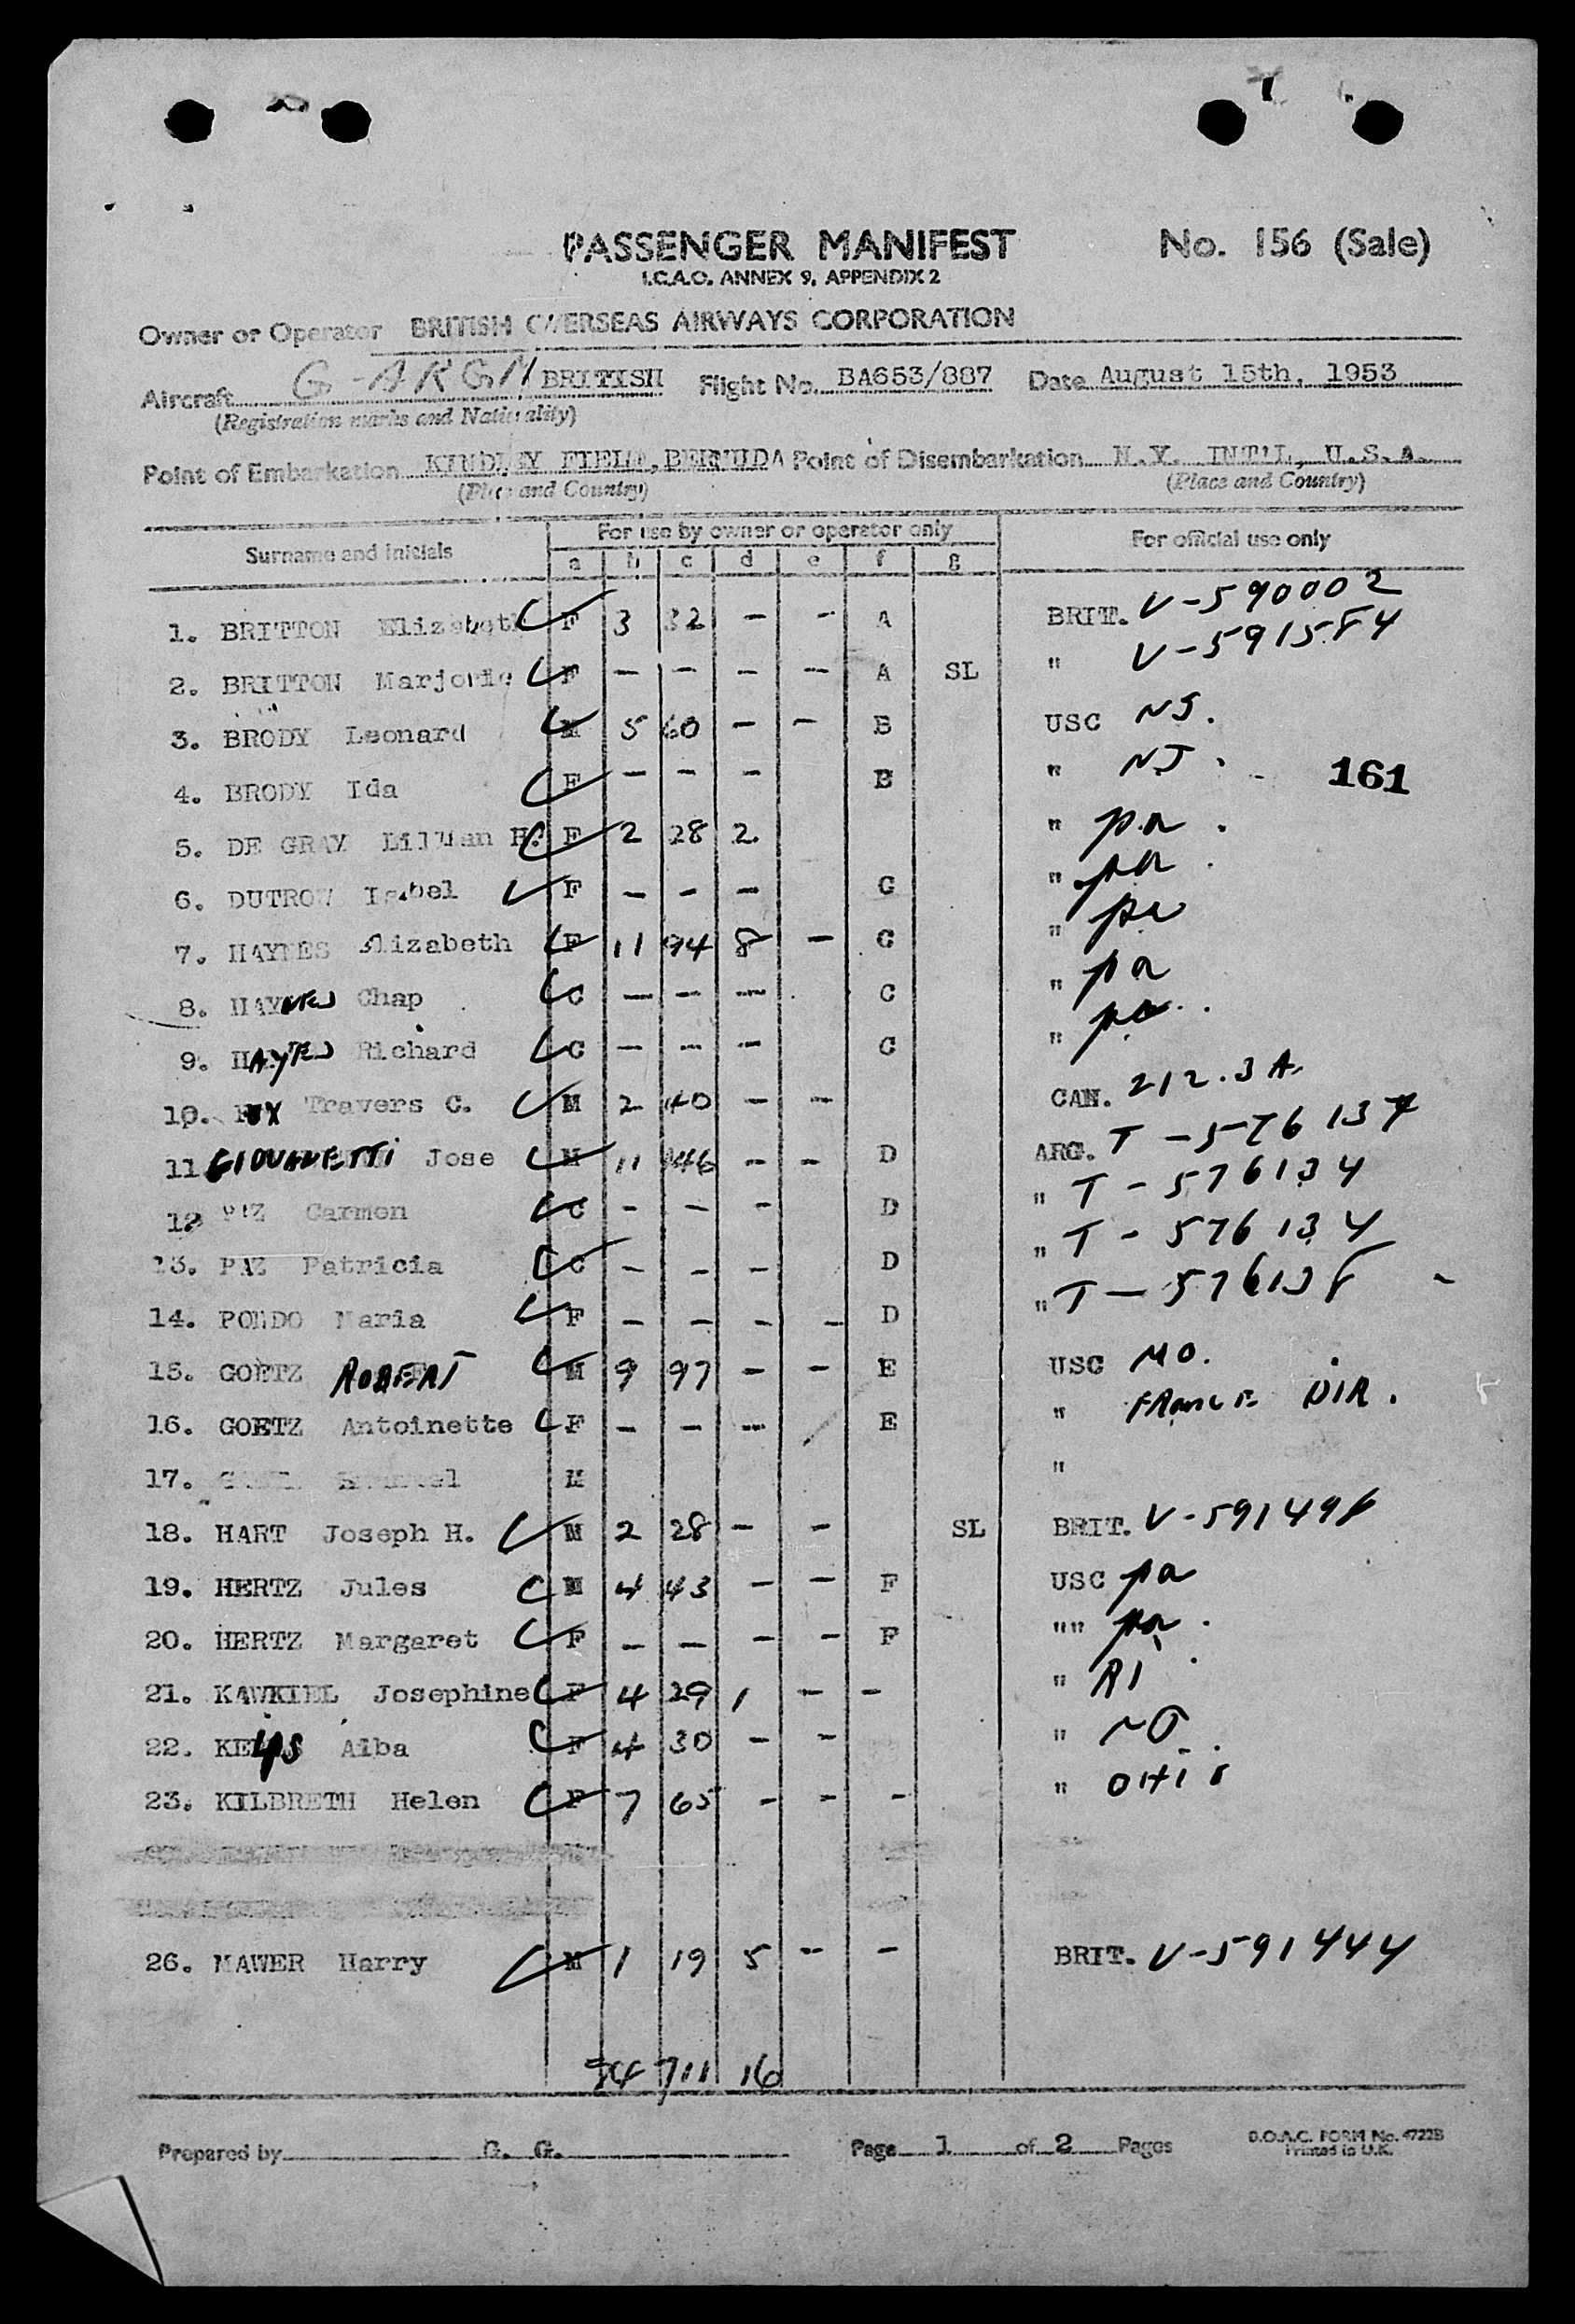 PASSENGER MANIFEST No. 156 (Sale)
I.C.A.O. ANNEX 9, APPENDIX 2
Owner or Operator BRITISH OVERSEAS AIRWAYS CORPORATION
Aircraft BRITISH Flight No. BA653/887 Date August 15th, 1953
(Registration marks and Nationality)
Point of Embarkation KINDLEY FIELD, BERMUDA Point of Disembarkation N.Y. INT'L, U.S.A.
(Place and Country) (Place and Country)
Surname and initials For use by owner or operator only For official use only
a b c d e f g
1. BRITTON Elizabeth F 3 32 - - A BRIT. V-590002
2. BRITTON Marjorie F - - - - A SL " V-591584
3. BRODY Leonard M 5 60 - - B USC NJ.
4. BRODY Ida F - - - B " NJ. 161
5. DE GRAY Lillian H. F 2 28 2 " pa.
6. DUTROW Isabel F - - - C " pa.
7. HAYNES Elizabeth F 11 94 8 - C " pa
8. HAYNES Chap C - - - C " pa
9. Richard C - - - C " pa.
10. Travers C. M 2 40 - - CAN. 212.3A.
11 GIOVANETTI Jose M 11 146 - - D ARG. T-576137
12 PAZ Carmen C - - - D " T-576134
13. PAZ Patricia C - - - D " T-576134
14. PONDO Maria F - - - - D " T-576138
15. GOETZ ROBERT M 9 97 - - E USC MO.
16. GOETZ Antoinette F - - - E " FRANCE DIR.
17. M "
18. HART Joseph H. M 2 28 - - SL BRIT. V-591498
19. HERTZ Jules M 4 43 - - F USC pa
20. HERTZ Margaret F - - - - F "" pa.
21. KAWKIEL Josephine F 4 29 1 - - " RI
22. Alba F 4 30 - - "
23. KILBRETH Helen F 7 65 - - - " OHIO
26. MAWER Harry M 1 19 5 - - BRIT. V-591444
711 16
Prepared by G. G. Page 1 of 2 Pages B.O.A.C. FORM No. 4722B
Printed in U.K.